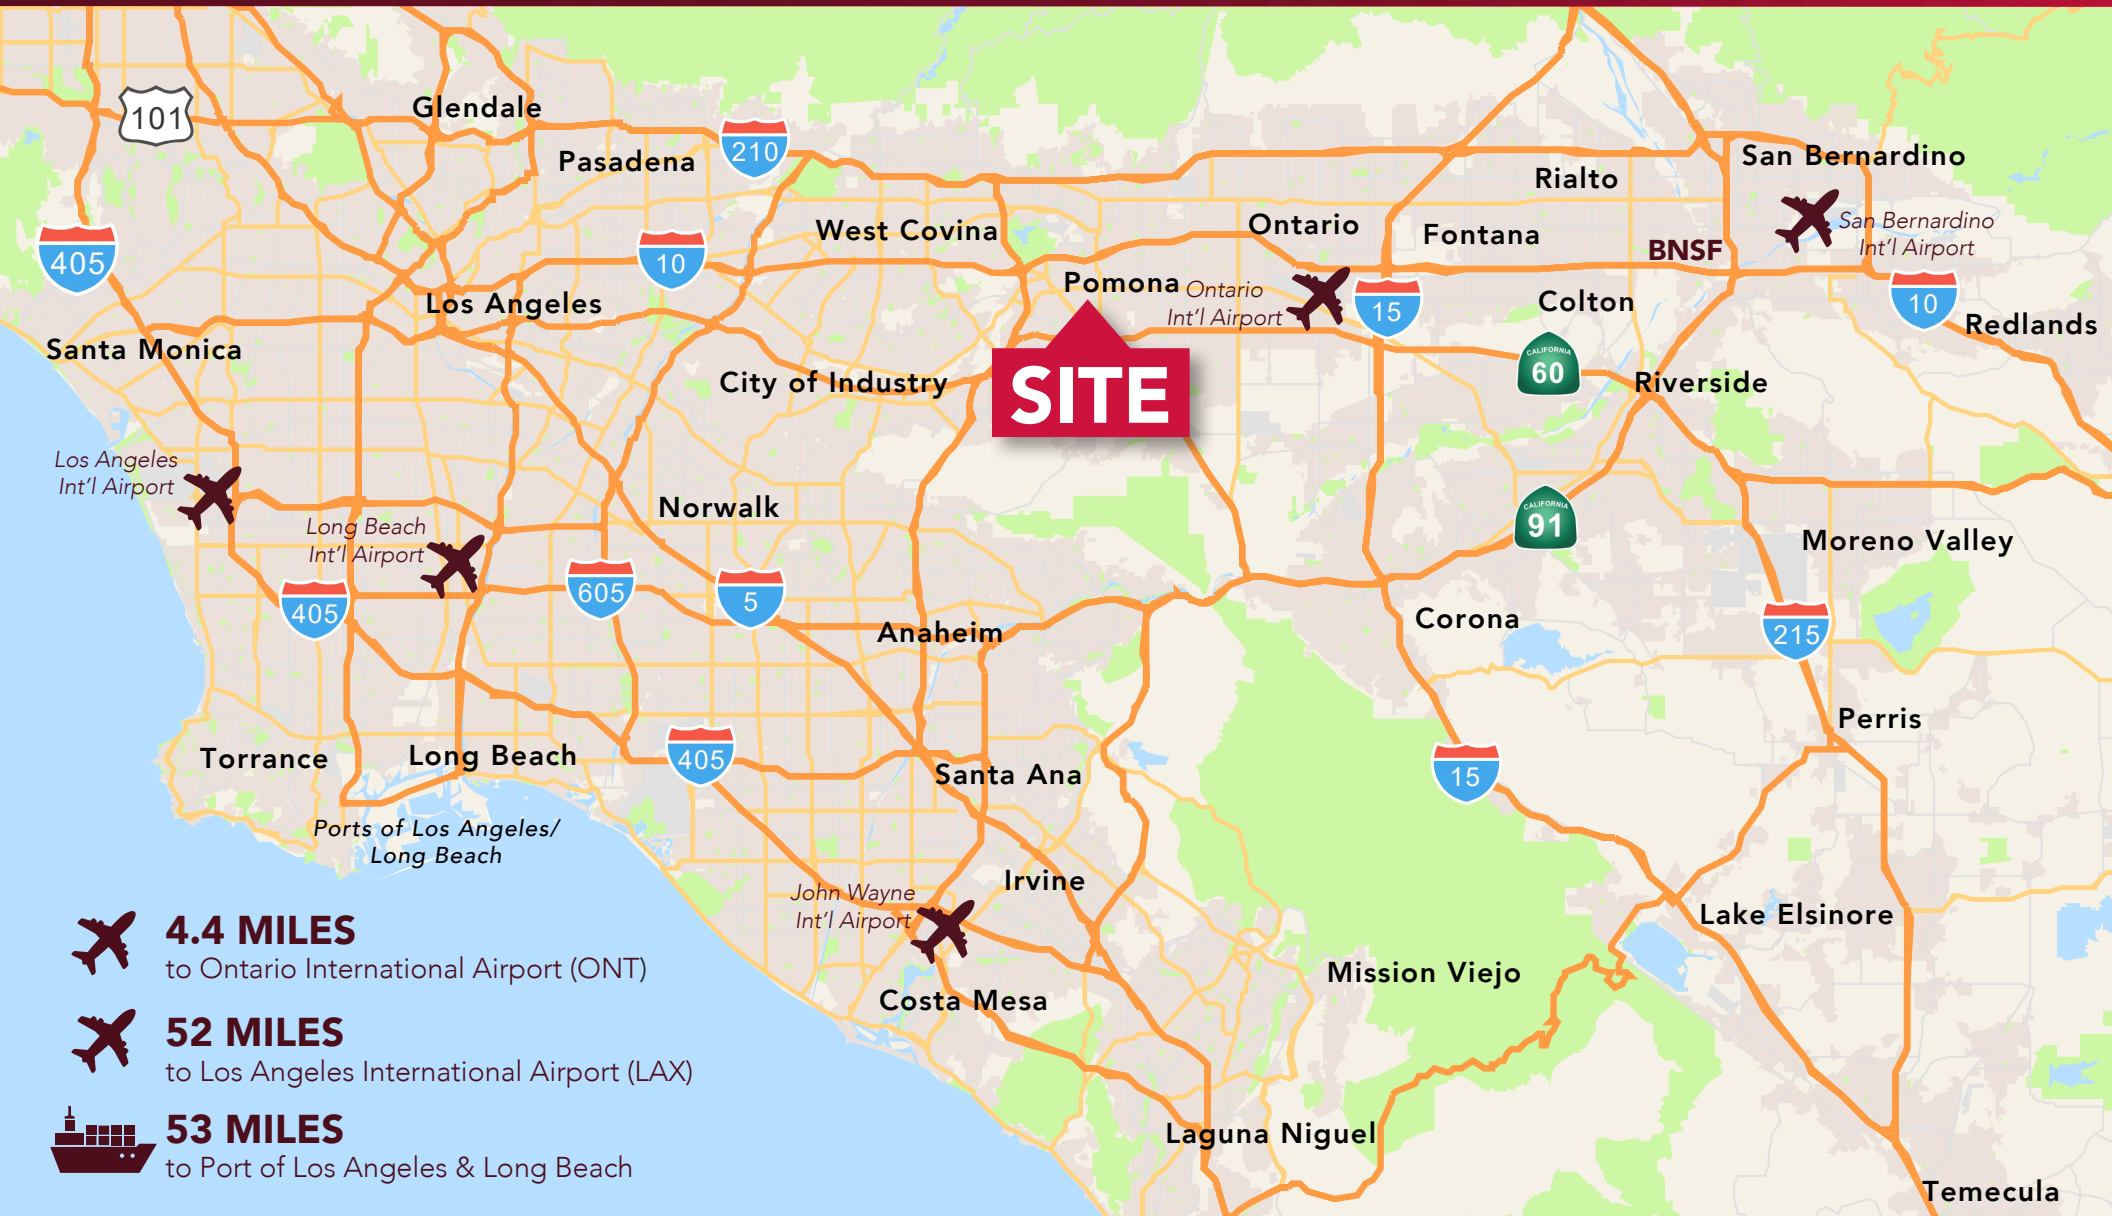 101
Glendale
Pasadena
210
San Bernardino
Rialto
405
West Covina
10
Ontario
Fontana
BNSF
San Bernardino
Int'l Airport
Los Angeles
Pomona
Ontario
Int'l Airport
15
Colton
10
Redlands
Santa Monica
City of Industry
SITE
CALIFORNIA
60
Riverside
Los Angeles
Int'l Airport
Long Beach
Int'l Airport
Norwalk
CALIFORNIA
91
Moreno Valley
405
605
5
Anaheim
Corona
215
Perris
Torrance
Long Beach
405
Santa Ana
15
Ports of Los Angeles/
Long Beach
John Wayne
Int'l Airport
Irvine
Lake Elsinore
Mission Viejo
Costa Mesa
Laguna Niguel
Temecula
4.4 MILES
to Ontario International Airport (ONT)
52 MILES
to Los Angeles International Airport (LAX)
53 MILES
to Port of Los Angeles & Long Beach